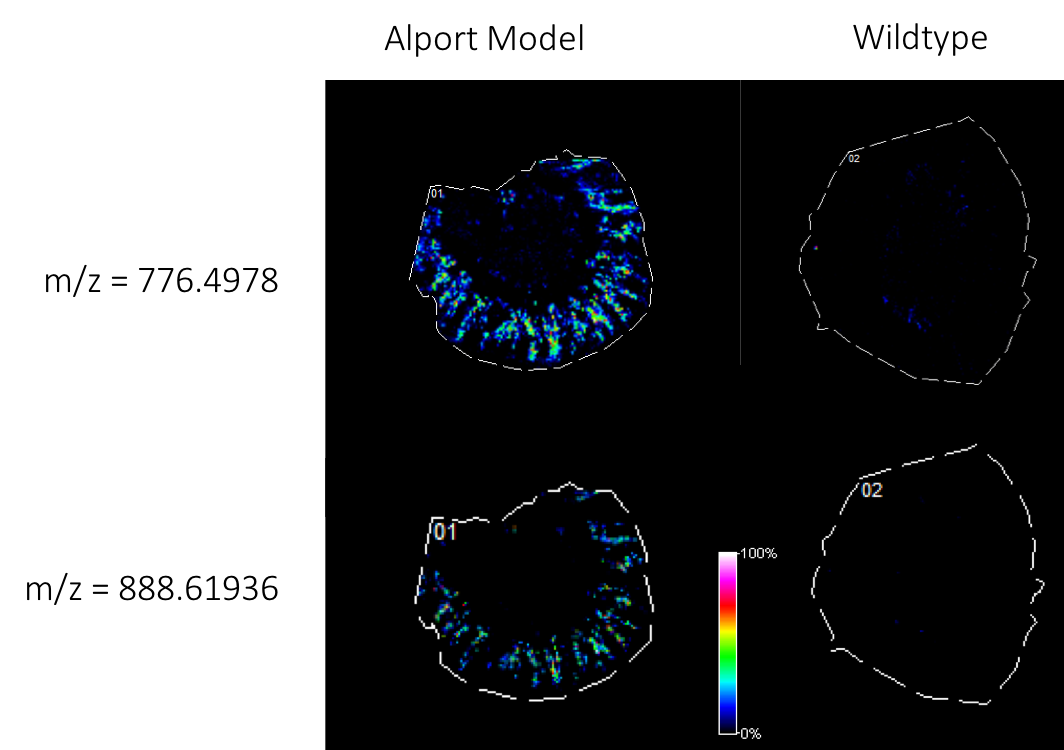 Alport Model
Wildtype
m/z = 776.4978
01
02
m/z = 888.61936
01
02
100%
0%